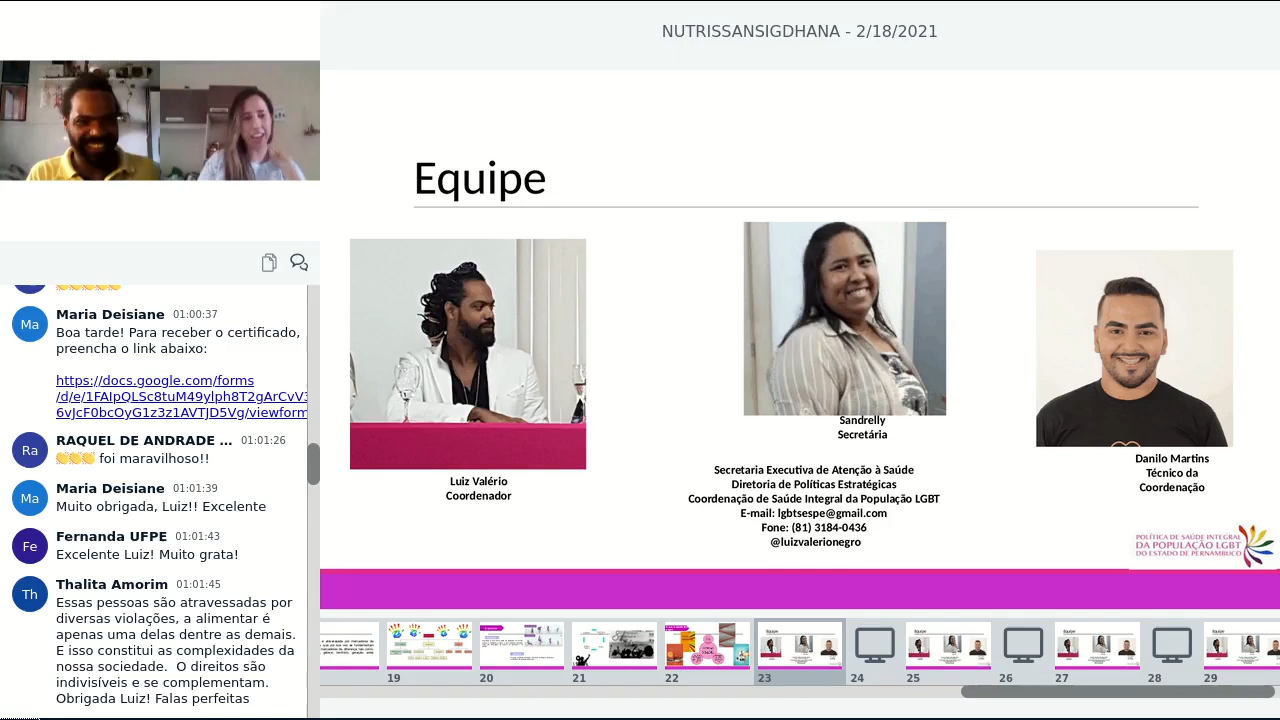 NUTRISSANSIGDHANA - 2/18/2021
Ma
Maria Deisiane 01:00:37
Boa tarde! Para receber o certificado,
preencha o link abaixo:
https://docs.google.com/forms
/d/e/1FAIpQLSc8tuM49ylph8T2gArCvV3
6vJcF0bcOyG1z3z1AVTJD5Vg/viewform
Ra
RAQUEL DE ANDRADE ... 01:01:26
👏👏👏 foi maravilhoso!!
Ma
Maria Deisiane 01:01:39
Muito obrigada, Luiz!! Excelente
Fe
Fernanda UFPE 01:01:43
Excelente Luiz! Muito grata!
Th
Thalita Amorim 01:01:45
Essas pessoas são atravessadas por
diversas violações, a alimentar é
apenas uma delas dentre as demais.
E isso constitui as complexidades da
nossa sociedade. O direitos são
indivisíveis e se complementam.
Obrigada Luiz! Falas perfeitas
Equipe
Luiz Valério
Coordenador
Sandrelly
Secretária
Secretaria Executiva de Atenção à Saúde
Diretoria de Políticas Estratégicas
Coordenação de Saúde Integral da População LGBT
E-mail: lgbtsespe@gmail.com
Fone: (81) 3184-0436
@luizvalerionegro
Danilo Martins
Técnico da
Coordenação
POLÍTICA DE SAÚDE INTEGRAL
DA POPULAÇÃO LGBT
DO ESTADO DE PERNAMBUCO
19 20 21 22 23 24 25 26 27 28 29